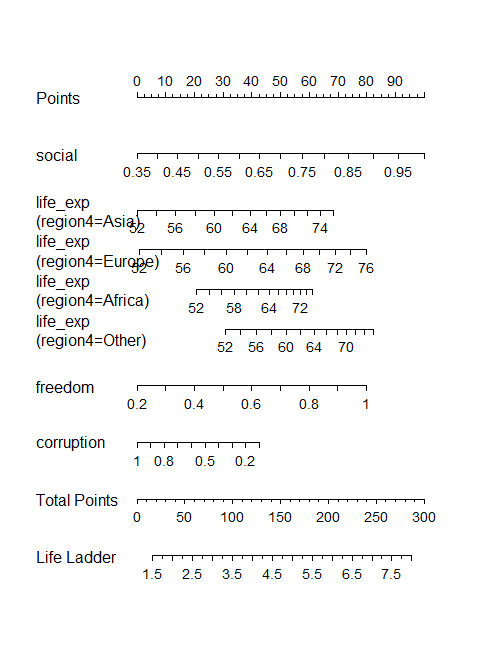 0 10 20 30 40 50 60 70 80 90
Points
social
0.35 0.45 0.55 0.65 0.75 0.85 0.95
life_exp
(region4=Asia)
52 56 60 64 68 74
life_exp
(region4=Europe)
52 56 60 64 68 72 76
life_exp
(region4=Africa)
52 58 64 72
life_exp
(region4=Other)
52 56 60 64 70
freedom
0.2 0.4 0.6 0.8 1
corruption
1 0.8 0.5 0.2
Total Points
0 50 100 150 200 250 300
Life Ladder
1.5 2.5 3.5 4.5 5.5 6.5 7.5